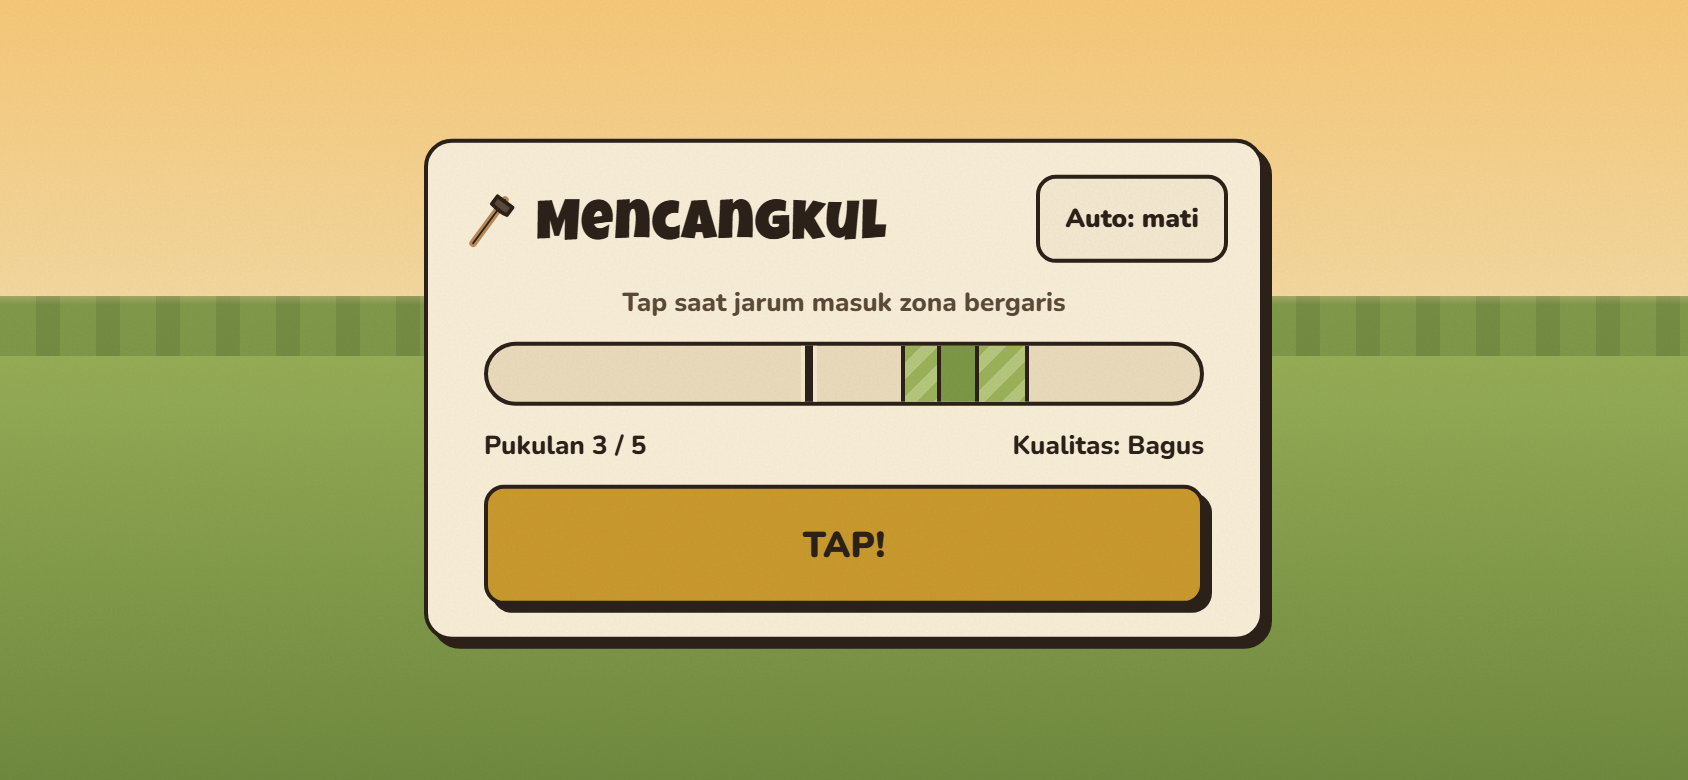 Mencangkul
Auto: mati
Tap saat jarum masuk zona bergaris
Pukulan 3 / 5
Kualitas: Bagus
TAP!